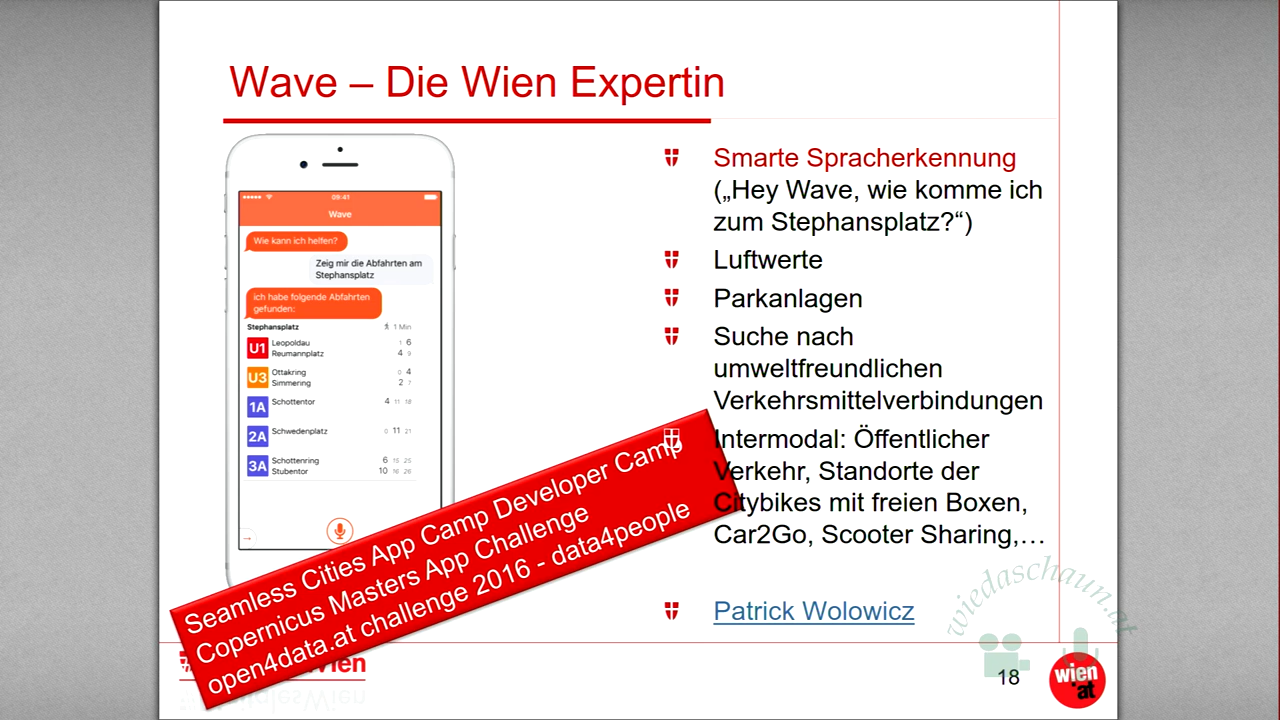 Wave – Die Wien Expertin
09:41
Wave
Wie kann ich helfen?
Zeig mir die Abfahrten am
Stephansplatz
ich habe folgende Abfahrten
gefunden:
Stephansplatz 1 Min
U1 Leopoldau 1 6
Reumannplatz 4 9
U3 Ottakring 0 4
Simmering 2 7
1A Schottentor 4 11 18
2A Schwedenplatz 0 11 21
3A Schottenring 6 15 25
Stubentor 10 16 26
Smarte Spracherkennung
(„Hey Wave, wie komme ich
zum Stephansplatz?“)
Luftwerte
Parkanlagen
Suche nach
umweltfreundlichen
Verkehrsmittelverbindungen
Intermodal: Öffentlicher
Verkehr, Standorte der
Citybikes mit freien Boxen,
Car2Go, Scooter Sharing,…
Patrick Wolowicz
Seamless Cities App Camp Developer Camp
Copernicus Masters App Challenge
open4data.at challenge 2016 - data4people
wiedaschaun.at
18
wien
.at